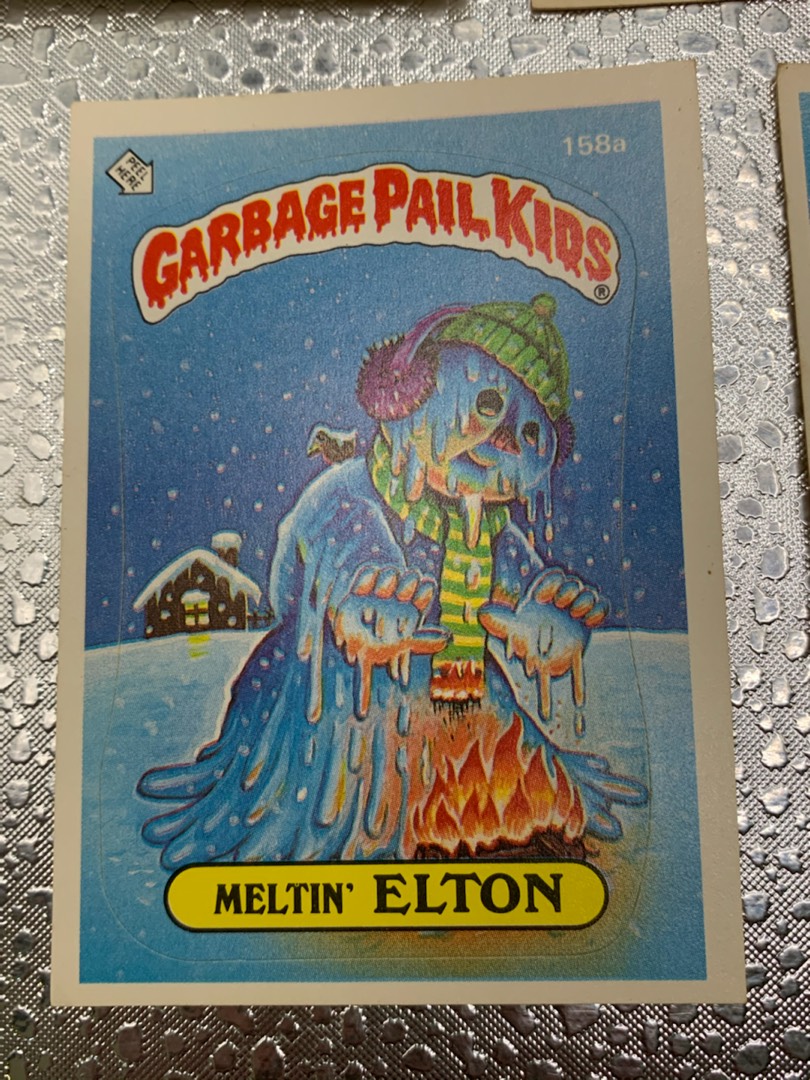 158a
PEEL
HERE
GARBAGE PAIL KIDS
®
MELTIN' ELTON